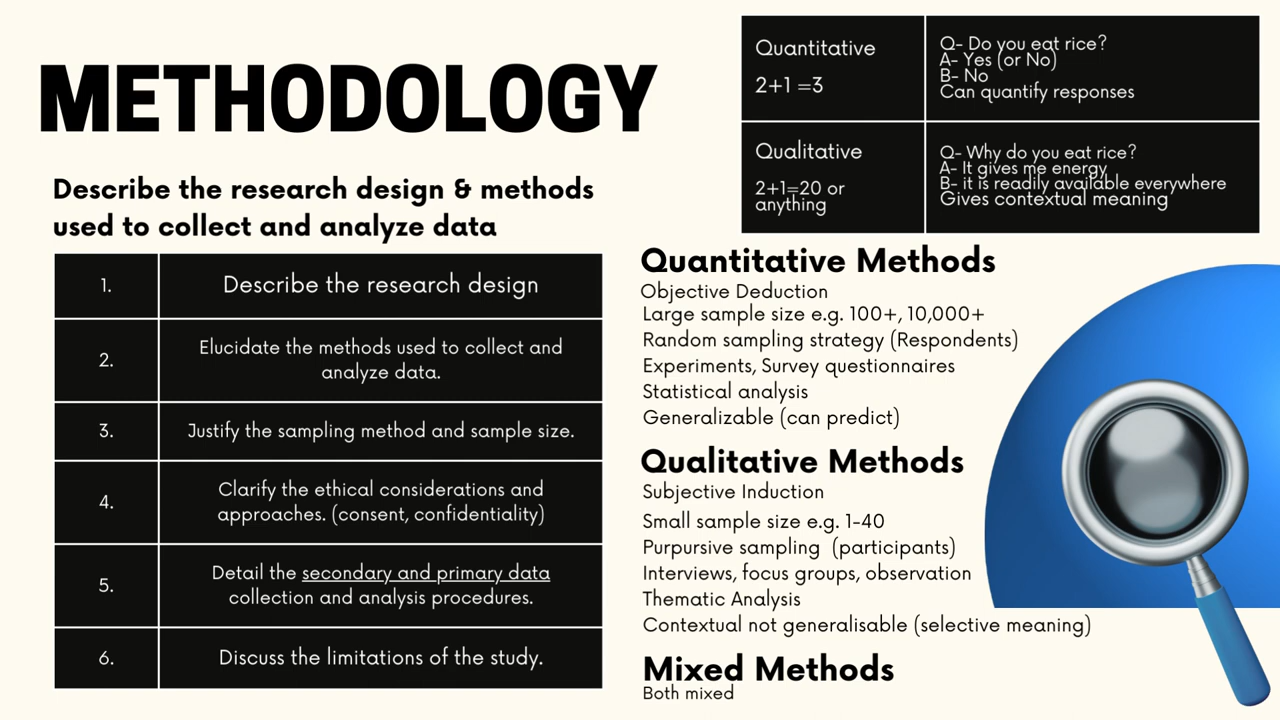 METHODOLOGY
Describe the research design & methods
used to collect and analyze data
1.
Describe the research design
2.
Elucidate the methods used to collect and
analyze data.
3.
Justify the sampling method and sample size.
4.
Clarify the ethical considerations and
approaches. (consent, confidentiality)
5.
Detail the secondary and primary data
collection and analysis procedures.
6.
Discuss the limitations of the study.
Quantitative
2+1 =3
Q- Do you eat rice?
A- Yes (or No)
B- No
Can quantify responses
Qualitative
2+1=20 or
anything
Q- Why do you eat rice?
A- It gives me energy
B- it is readily available everywhere
Gives contextual meaning
Quantitative Methods
Objective Deduction
Large sample size e.g. 100+, 10,000+
Random sampling strategy (Respondents)
Experiments, Survey questionnaires
Statistical analysis
Generalizable (can predict)
Qualitative Methods
Subjective Induction
Small sample size e.g. 1-40
Purpursive sampling (participants)
Interviews, focus groups, observation
Thematic Analysis
Contextual not generalisable (selective meaning)
Mixed Methods
Both mixed